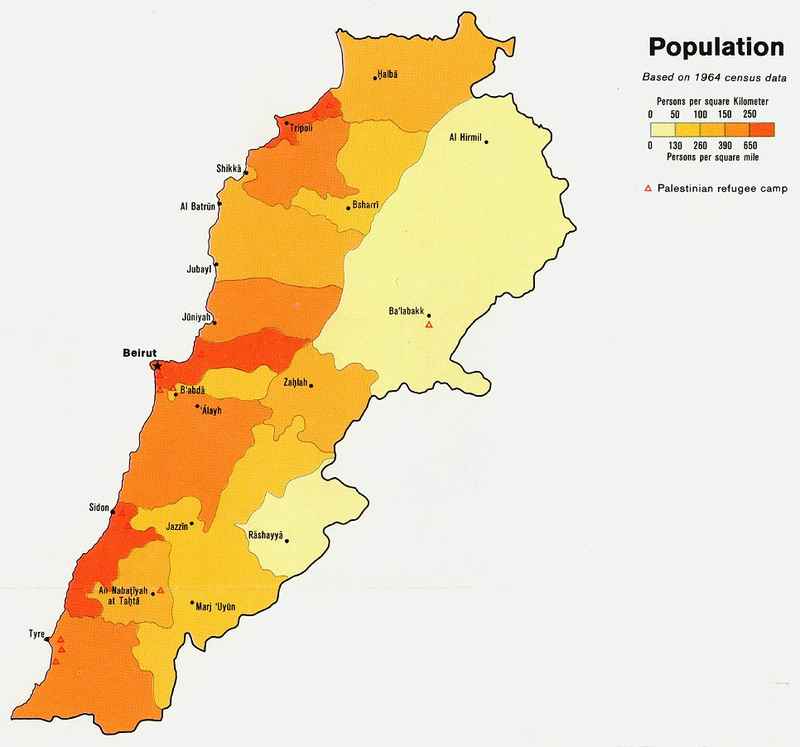 Population
Based on 1964 census data
Persons per square Kilometer
0 50 100 150 250
0 130 260 390 650
Persons per square mile
Palestinian refugee camp
Ḥalbā
Tripoli
Al Hirmil
Shikkā
Al Batrūn
Bsharrī
Jubayl
Ba'labakk
Jūniyah
Beirut
B'abdā
Zaḩlah
'Ālayh
Sidon
Jazzīn
Rāshayyā
An Nabaţīyah
at Taḩtā
Marj 'Uyūn
Tyre